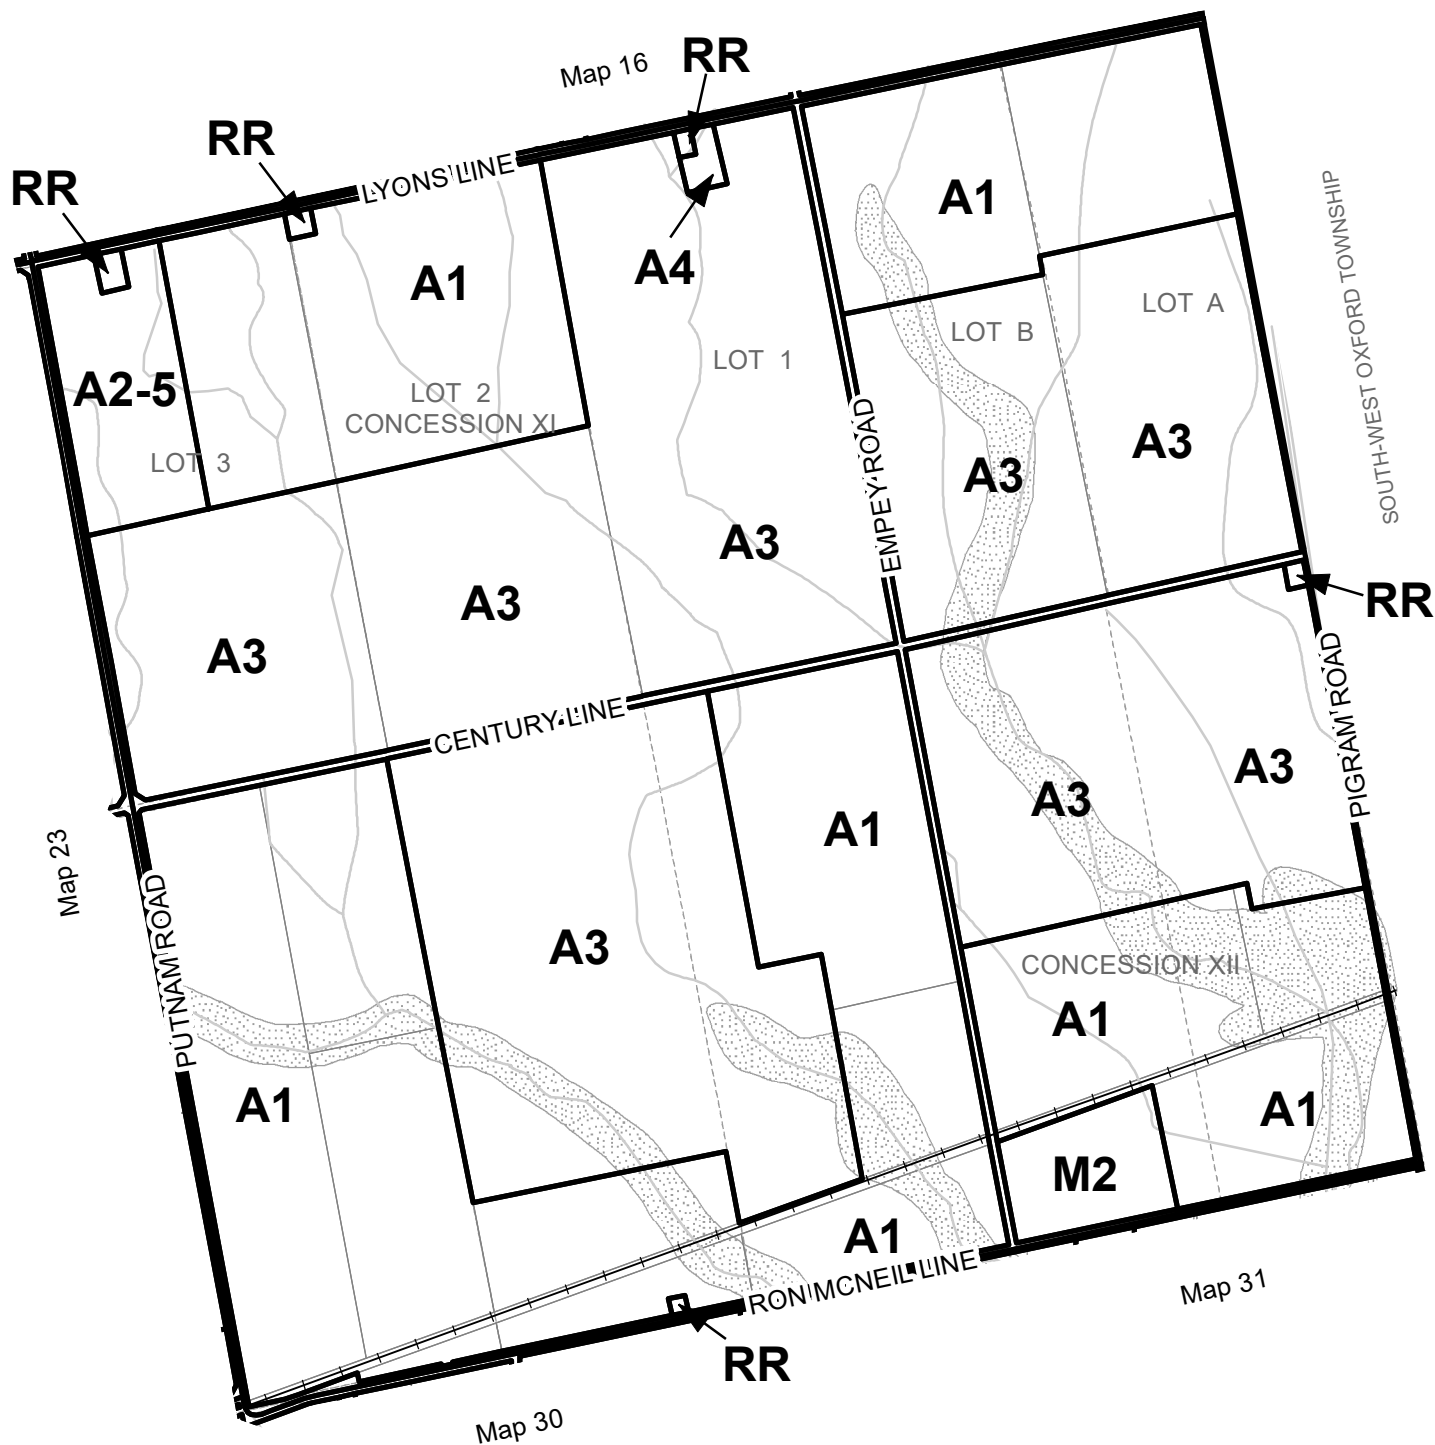 Map 16
RR
RR
RR
LYONS LINE
A1
A4
A1
SOUTH-WEST OXFORD TOWNSHIP
LOT A
LOT B
LOT 1
A2-5
LOT 2
CONCESSION XI
LOT 3
EMPEY ROAD
A3
A3
A3
A3
A3
RR
A3
CENTURY LINE
PIGRAM ROAD
A3
A3
A1
Map 23
PUTNAM ROAD
A3
CONCESSION XII
A1
A1
A1
M2
A1
RON MCNEIL LINE
Map 31
RR
Map 30